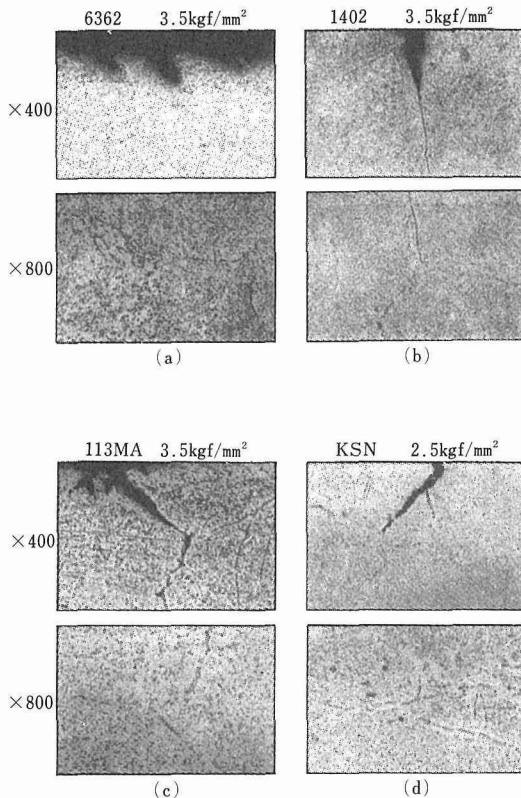 6362 3.5kgf/mm²
1402 3.5kgf/mm²
×400
×800
(a)
(b)
113MA 3.5kgf/mm²
KSN 2.5kgf/mm²
×400
×800
(c)
(d)